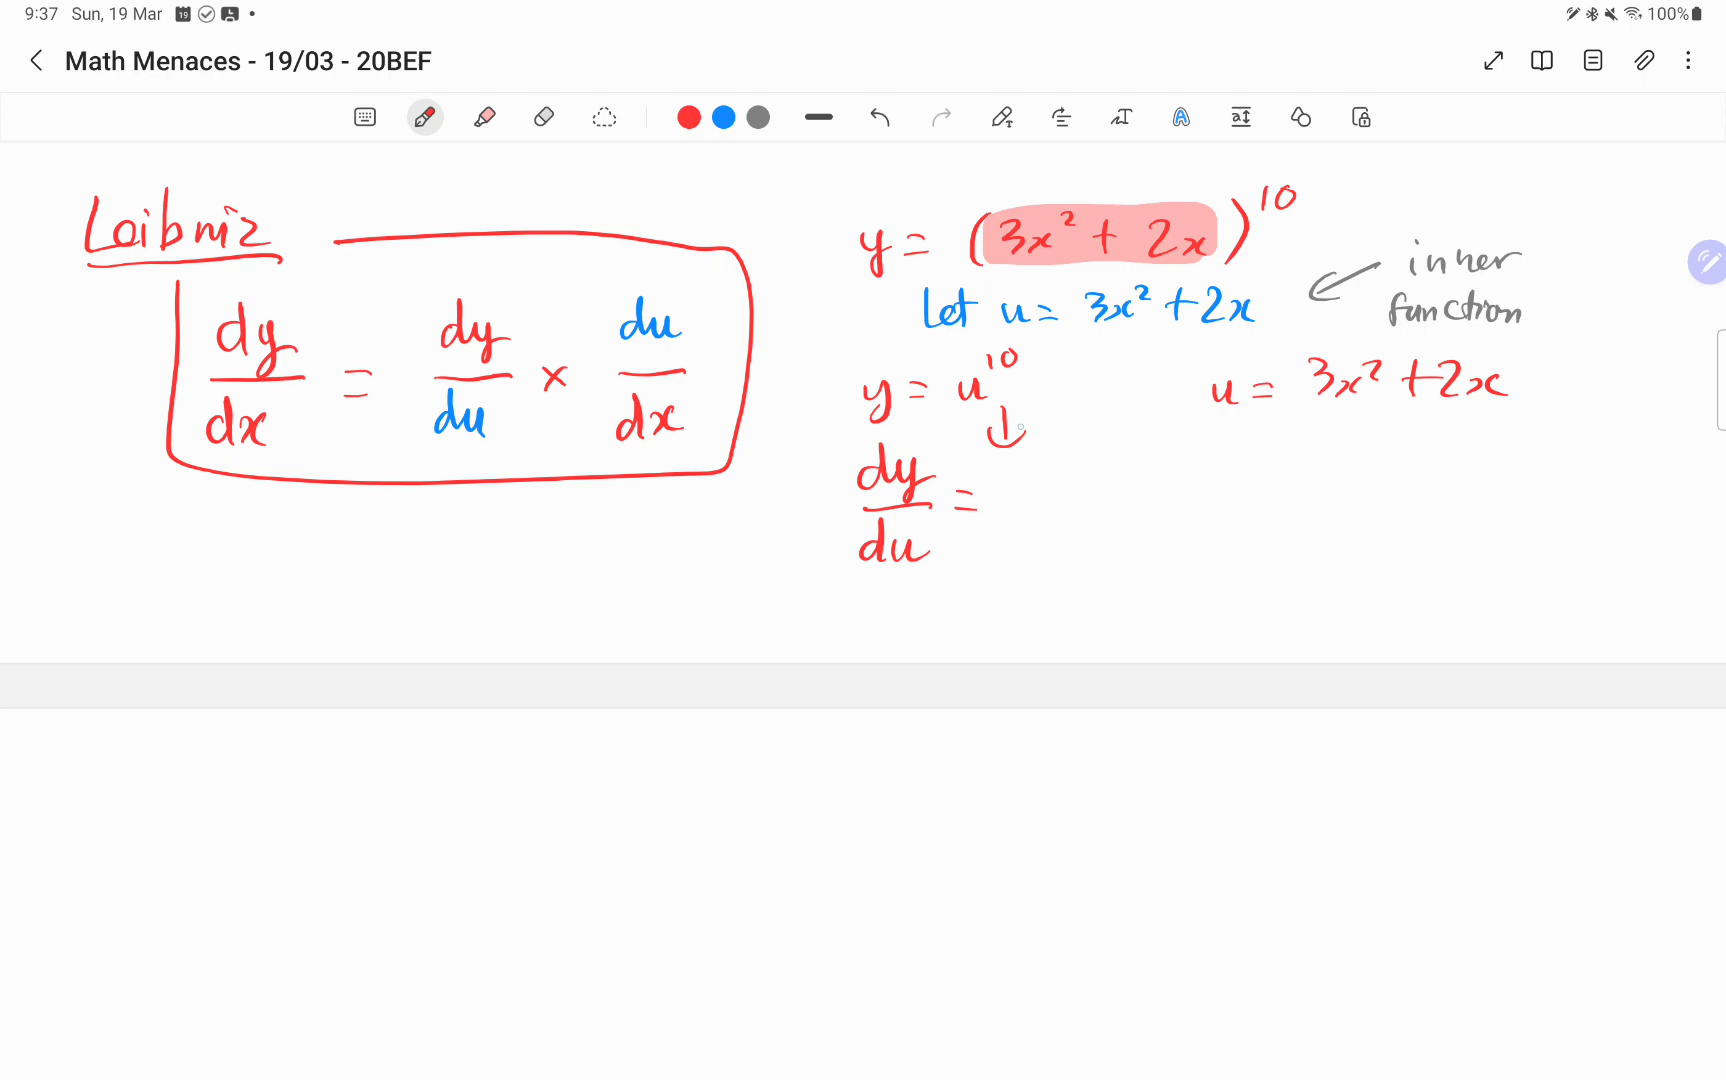 9:37 Sun, 19 Mar 100%
Math Menaces - 19/03 - 20BEF
Leibniz
dy/dx = dy/du × du/dx
y = (3x² + 2x)¹⁰
Let u = 3x² + 2x
inner
function
y = u¹⁰
u = 3x² + 2x
dy/du =